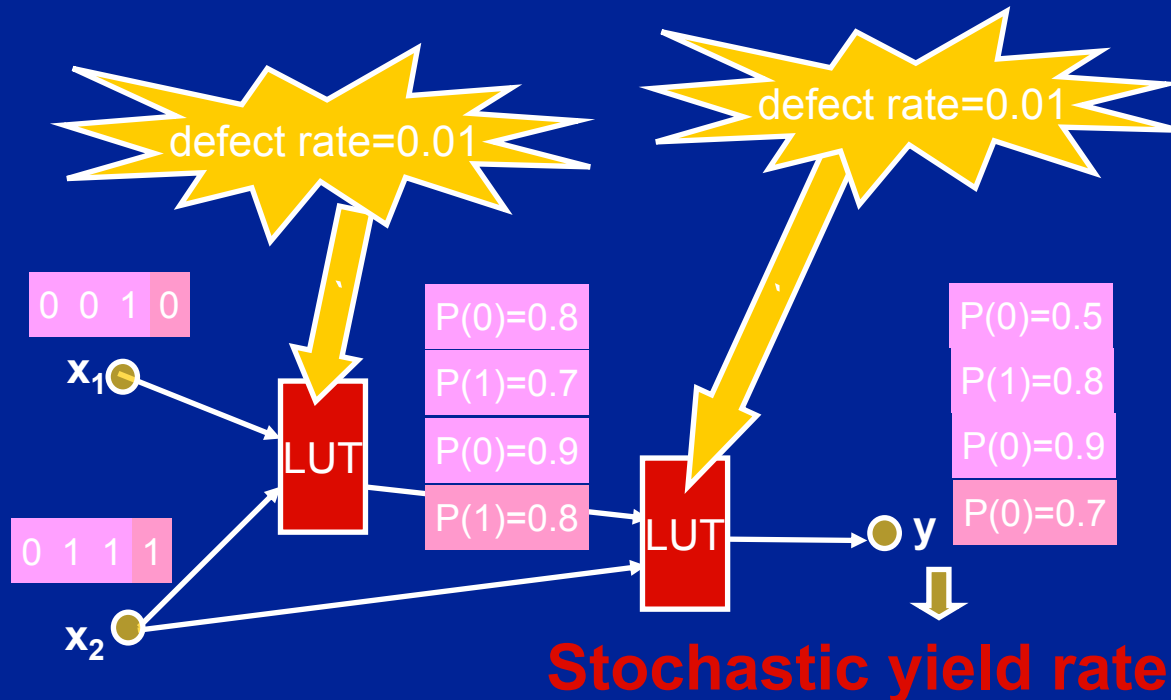 defect rate=0.01
defect rate=0.01
0 0 1 0
x₁
LUT
P(0)=0.8
P(1)=0.7
P(0)=0.9
P(1)=0.8
0 1 1 1
x₂
LUT
P(0)=0.5
P(1)=0.8
P(0)=0.9
P(0)=0.7
y
Stochastic yield rate